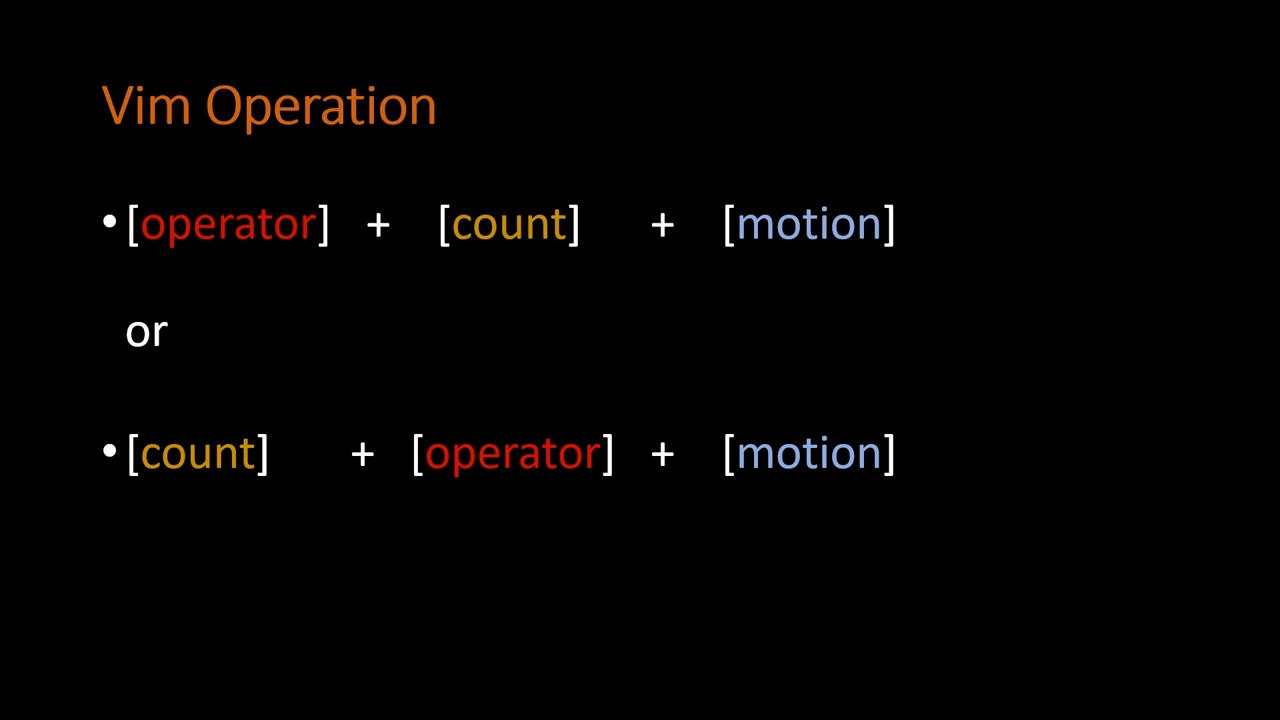 Vim Operation
•[operator] + [count] + [motion]
or
•[count] + [operator] + [motion]